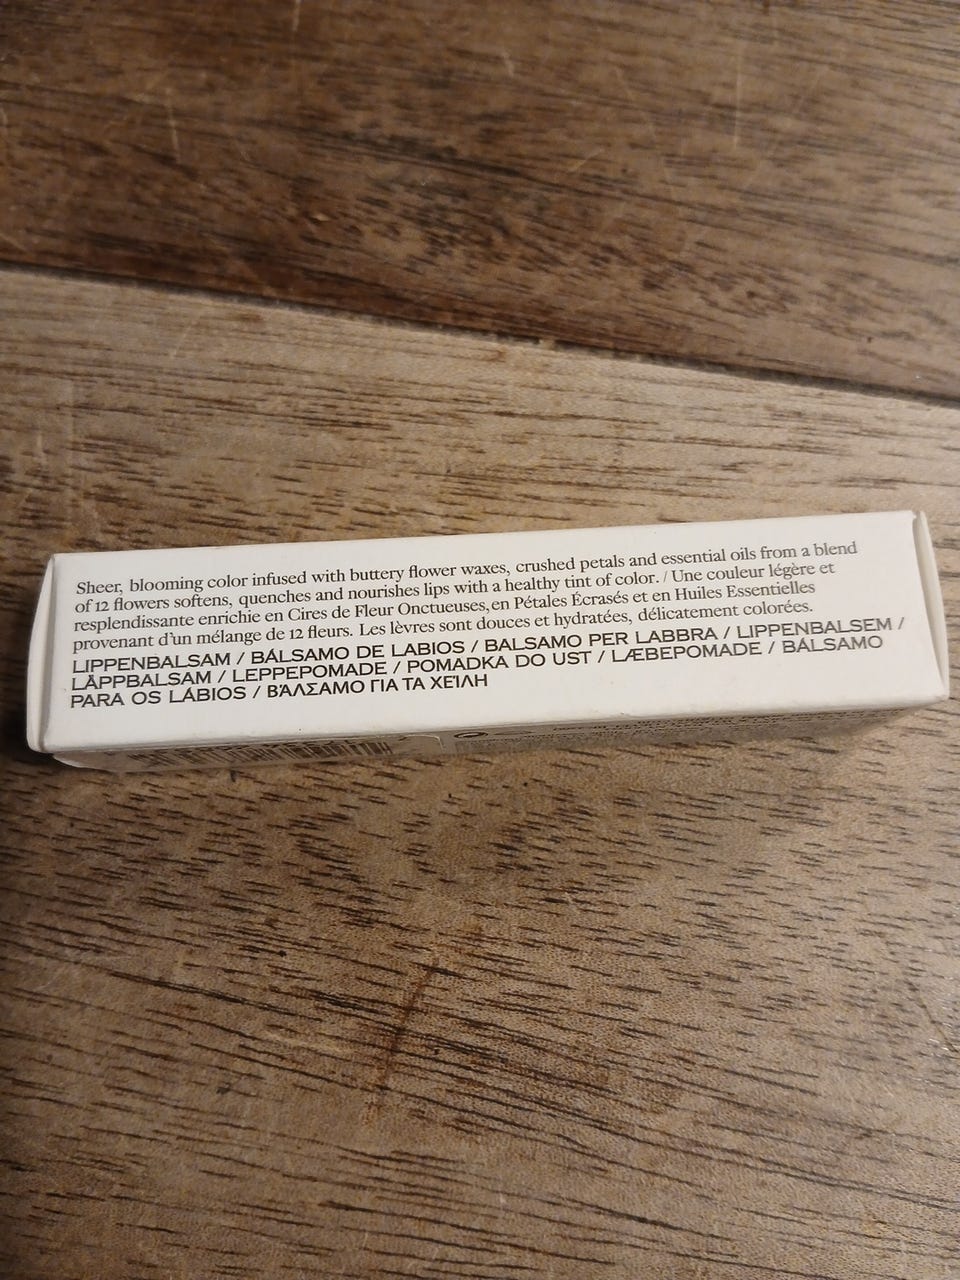 Sheer, blooming color infused with buttery flower waxes, crushed petals and essential oils from a blend
of 12 flowers softens, quenches and nourishes lips with a healthy tint of color. / Une couleur légère et
resplendissante enrichie en Cires de Fleur Onctueuses, en Pétales Écrasés et en Huiles Essentielles
provenant d'un mélange de 12 fleurs. Les lèvres sont douces et hydratées, délicatement colorées.
LIPPENBALSAM / BÁLSAMO DE LABIOS / BALSAMO PER LABBRA / LIPPENBALSEM /
LÄPPBALSAM / LEPPEPOMADE / POMADKA DO UST / LÆBEPOMADE / BÁLSAMO
PARA OS LÁBIOS / ΒΆΛΣΑΜΟ ΓΙΑ ΤΑ ΧΕΊΛΗ